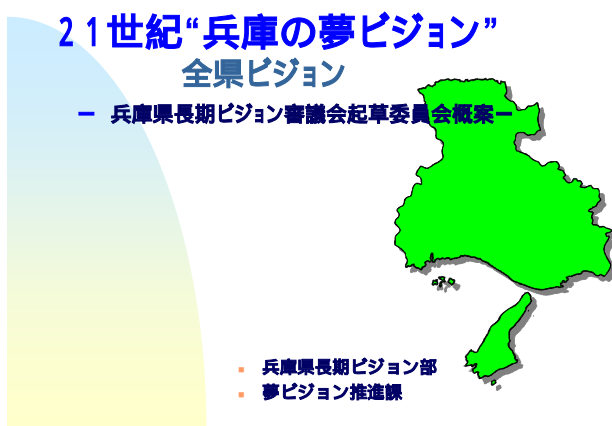 21世紀“兵庫の夢ビジョン”
全県ビジョン
ー 兵庫県長期ビジョン審議会起草委員会概案ー
兵庫県長期ビジョン部
夢ビジョン推進課